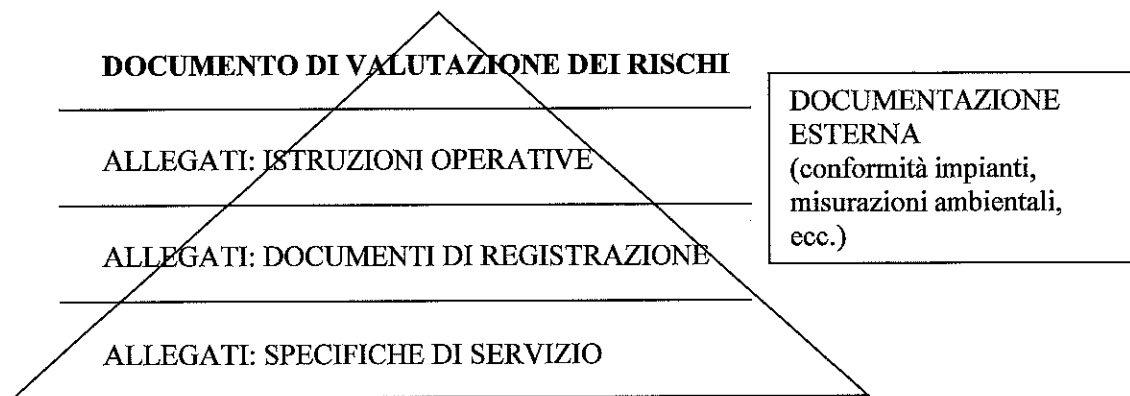 DOCUMENTO DI VALUTAZIONE DEI RISCHI
ALLEGATI: ISTRUZIONI OPERATIVE
ALLEGATI: DOCUMENTI DI REGISTRAZIONE
ALLEGATI: SPECIFICHE DI SERVIZIO
DOCUMENTAZIONE
ESTERNA
(conformità impianti,
misurazioni ambientali,
ecc.)